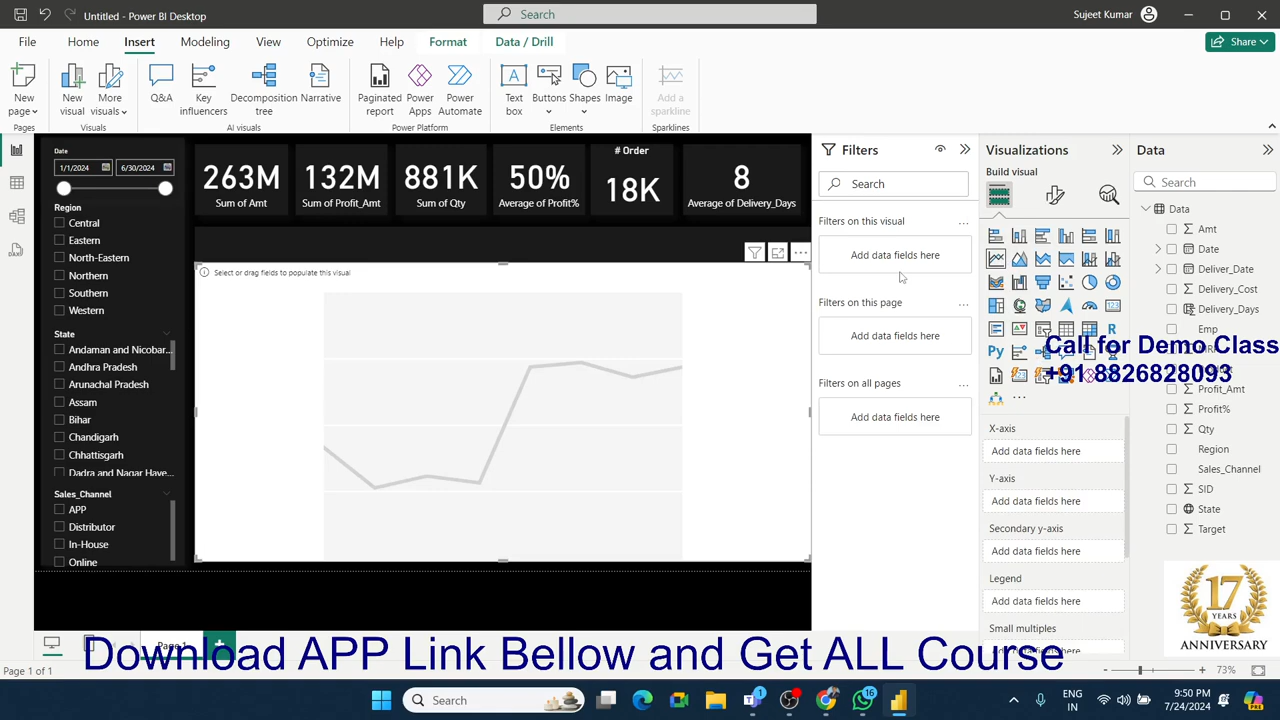 Untitled - Power BI Desktop
Search
Sujeet Kumar
File
Home
Insert
Modeling
View
Optimize
Help
Format
Data / Drill
Share
New page
New visual
More visuals
Q&A
Key influencers
Decomposition tree
Narrative
Paginated report
Power Apps
Power Automate
Text box
Buttons
Shapes
Image
Add a sparkline
Pages
Visuals
AI visuals
Power Platform
Elements
Sparklines
Date
1/1/2024
6/30/2024
Region
Central
Eastern
North-Eastern
Northern
Southern
Western
State
Andaman and Nicobar...
Andhra Pradesh
Arunachal Pradesh
Assam
Bihar
Chandigarh
Chhattisgarh
Dadra and Nagar Have...
Sales_Channel
APP
Distributor
In-House
Online
263M
Sum of Amt
132M
Sum of Profit_Amt
881K
Sum of Qty
50%
Average of Profit%
# Order
18K
8
Average of Delivery_Days
Select or drag fields to populate this visual
Filters
Search
Filters on this visual
Add data fields here
Filters on this page
Add data fields here
Filters on all pages
Add data fields here
Visualizations
Build visual
123
R
Py
X-axis
Add data fields here
Y-axis
Add data fields here
Secondary y-axis
Add data fields here
Legend
Add data fields here
Small multiples
Data
Search
Data
Amt
Date
Deliver_Date
Delivery_Cost
Delivery_Days
Emp
Profit_Amt
Profit%
Qty
Region
Sales_Channel
SID
State
Target
Call for Demo Class
+91 8826828093
17
YEARS
ANNIVERSARY
Page 1
Download APP Link Bellow and Get ALL Course
Page 1 of 1
73%
Search
1
16
ENG
IN
9:50 PM
7/24/2024